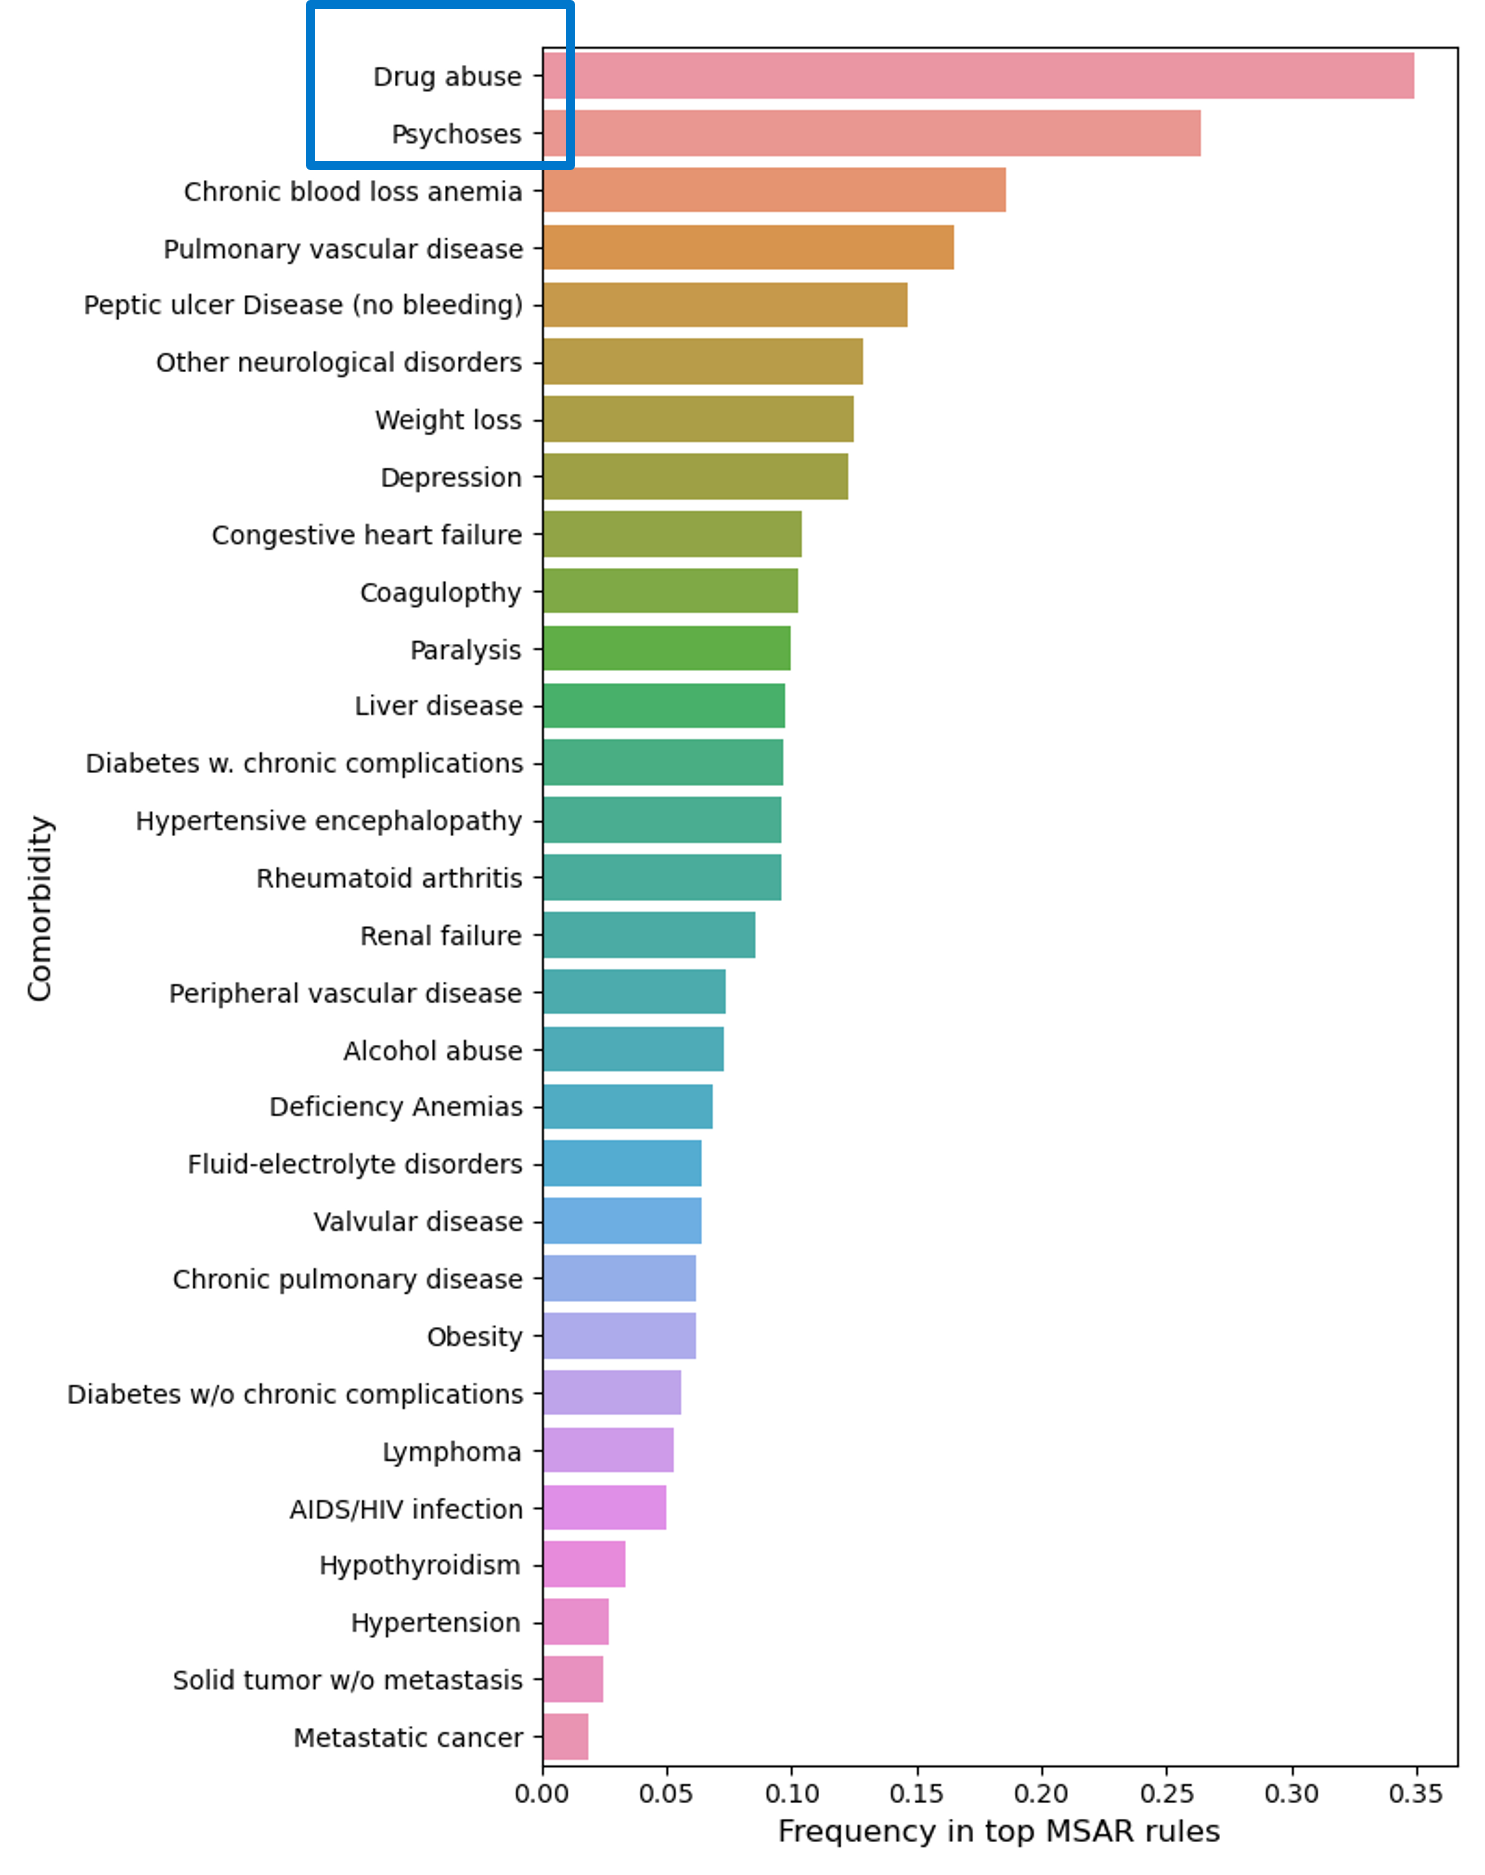 Drug abuse
Psychoses
Chronic blood loss anemia
Pulmonary vascular disease
Peptic ulcer Disease (no bleeding)
Other neurological disorders
Weight loss
Depression
Congestive heart failure
Coagulopthy
Paralysis
Liver disease
Diabetes w. chronic complications
Hypertensive encephalopathy
Rheumatoid arthritis
Renal failure
Peripheral vascular disease
Alcohol abuse
Deficiency Anemias
Fluid-electrolyte disorders
Valvular disease
Chronic pulmonary disease
Obesity
Diabetes w/o chronic complications
Lymphoma
AIDS/HIV infection
Hypothyroidism
Hypertension
Solid tumor w/o metastasis
Metastatic cancer
Comorbidity
0.00 0.05 0.10 0.15 0.20 0.25 0.30 0.35
Frequency in top MSAR rules